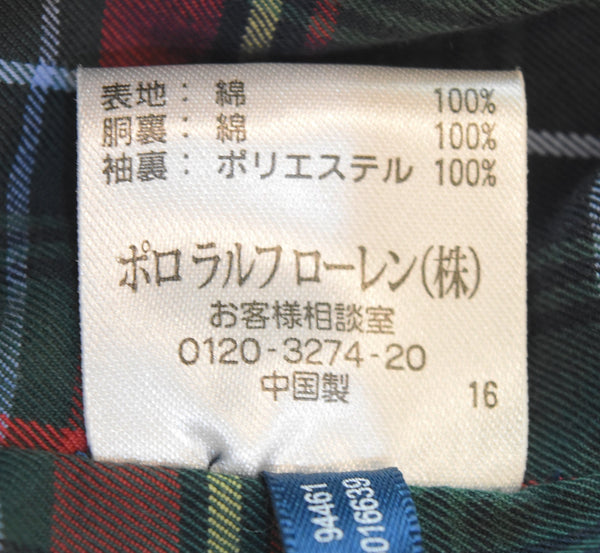 表地： 綿 100%
胴裏： 綿 100%
袖裏： ポリエステル 100%
ポロ ラルフ ローレン(株)
お客様相談室
0120-3274-20
中国製 16
94461
016639